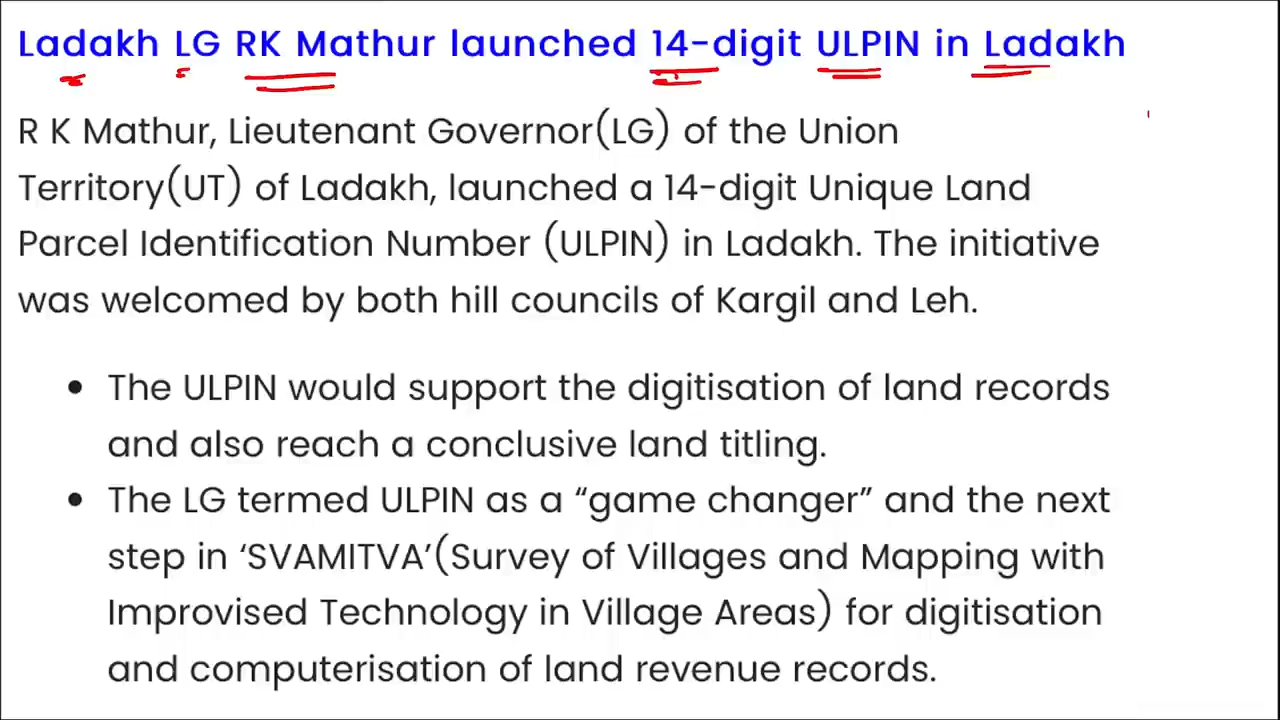 Ladakh LG RK Mathur launched 14-digit ULPIN in Ladakh
R K Mathur, Lieutenant Governor(LG) of the Union
Territory(UT) of Ladakh, launched a 14-digit Unique Land
Parcel Identification Number (ULPIN) in Ladakh. The initiative
was welcomed by both hill councils of Kargil and Leh.
• The ULPIN would support the digitisation of land records
and also reach a conclusive land titling.
• The LG termed ULPIN as a “game changer” and the next
step in ‘SVAMITVA’(Survey of Villages and Mapping with
Improvised Technology in Village Areas) for digitisation
and computerisation of land revenue records.